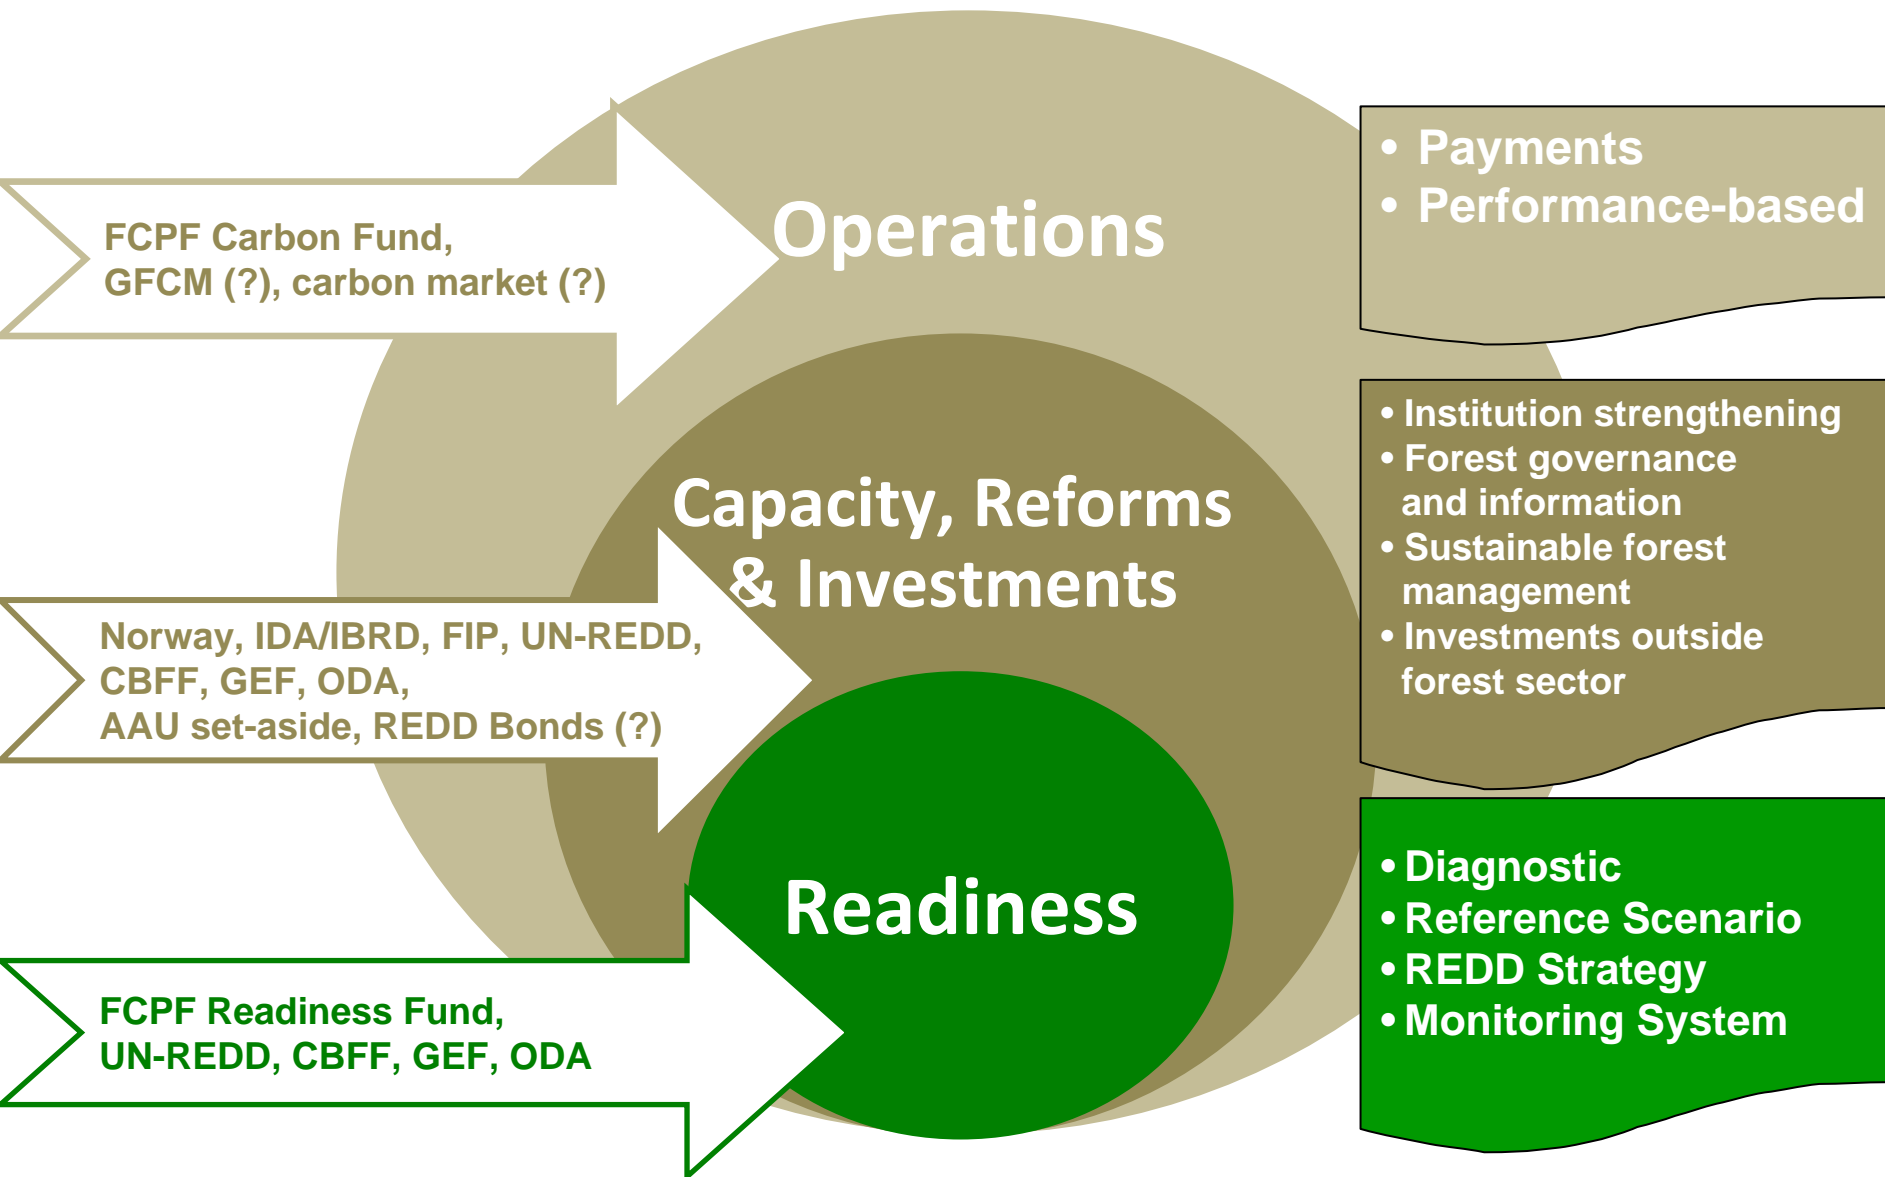 Operations
FCPF Carbon Fund,
GFCM (?), carbon market (?)
• Payments
• Performance-based
Capacity, Reforms
& Investments
Norway, IDA/IBRD, FIP, UN-REDD,
CBFF, GEF, ODA,
AAU set-aside, REDD Bonds (?)
• Institution strengthening
• Forest governance
and information
• Sustainable forest
management
• Investments outside
forest sector
Readiness
FCPF Readiness Fund,
UN-REDD, CBFF, GEF, ODA
• Diagnostic
• Reference Scenario
• REDD Strategy
• Monitoring System